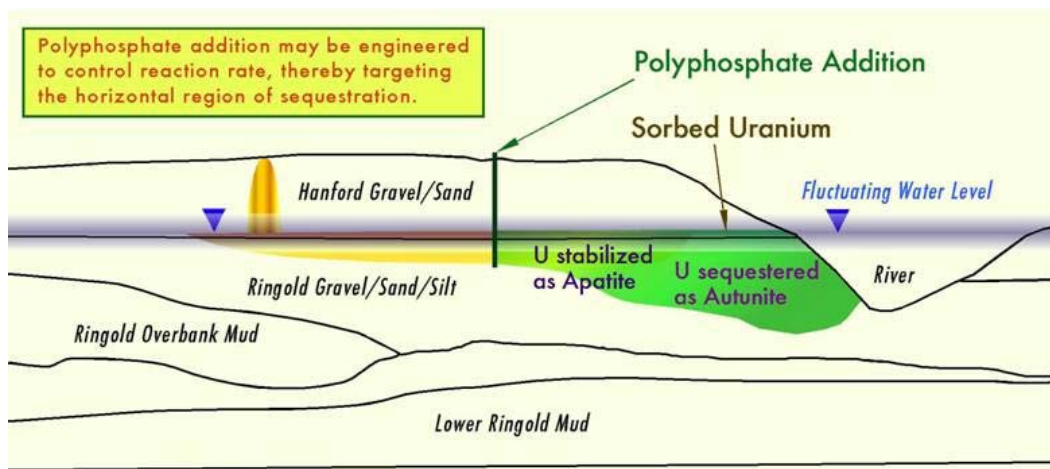 Polyphosphate addition may be engineered
to control reaction rate, thereby targeting
the horizontal region of sequestration.
Polyphosphate Addition
Sorbed Uranium
Hanford Gravel/Sand
Fluctuating Water Level
U stabilized
as Apatite
U sequestered
as Autunite
River
Ringold Gravel/Sand/Silt
Ringold Overbank Mud
Lower Ringold Mud